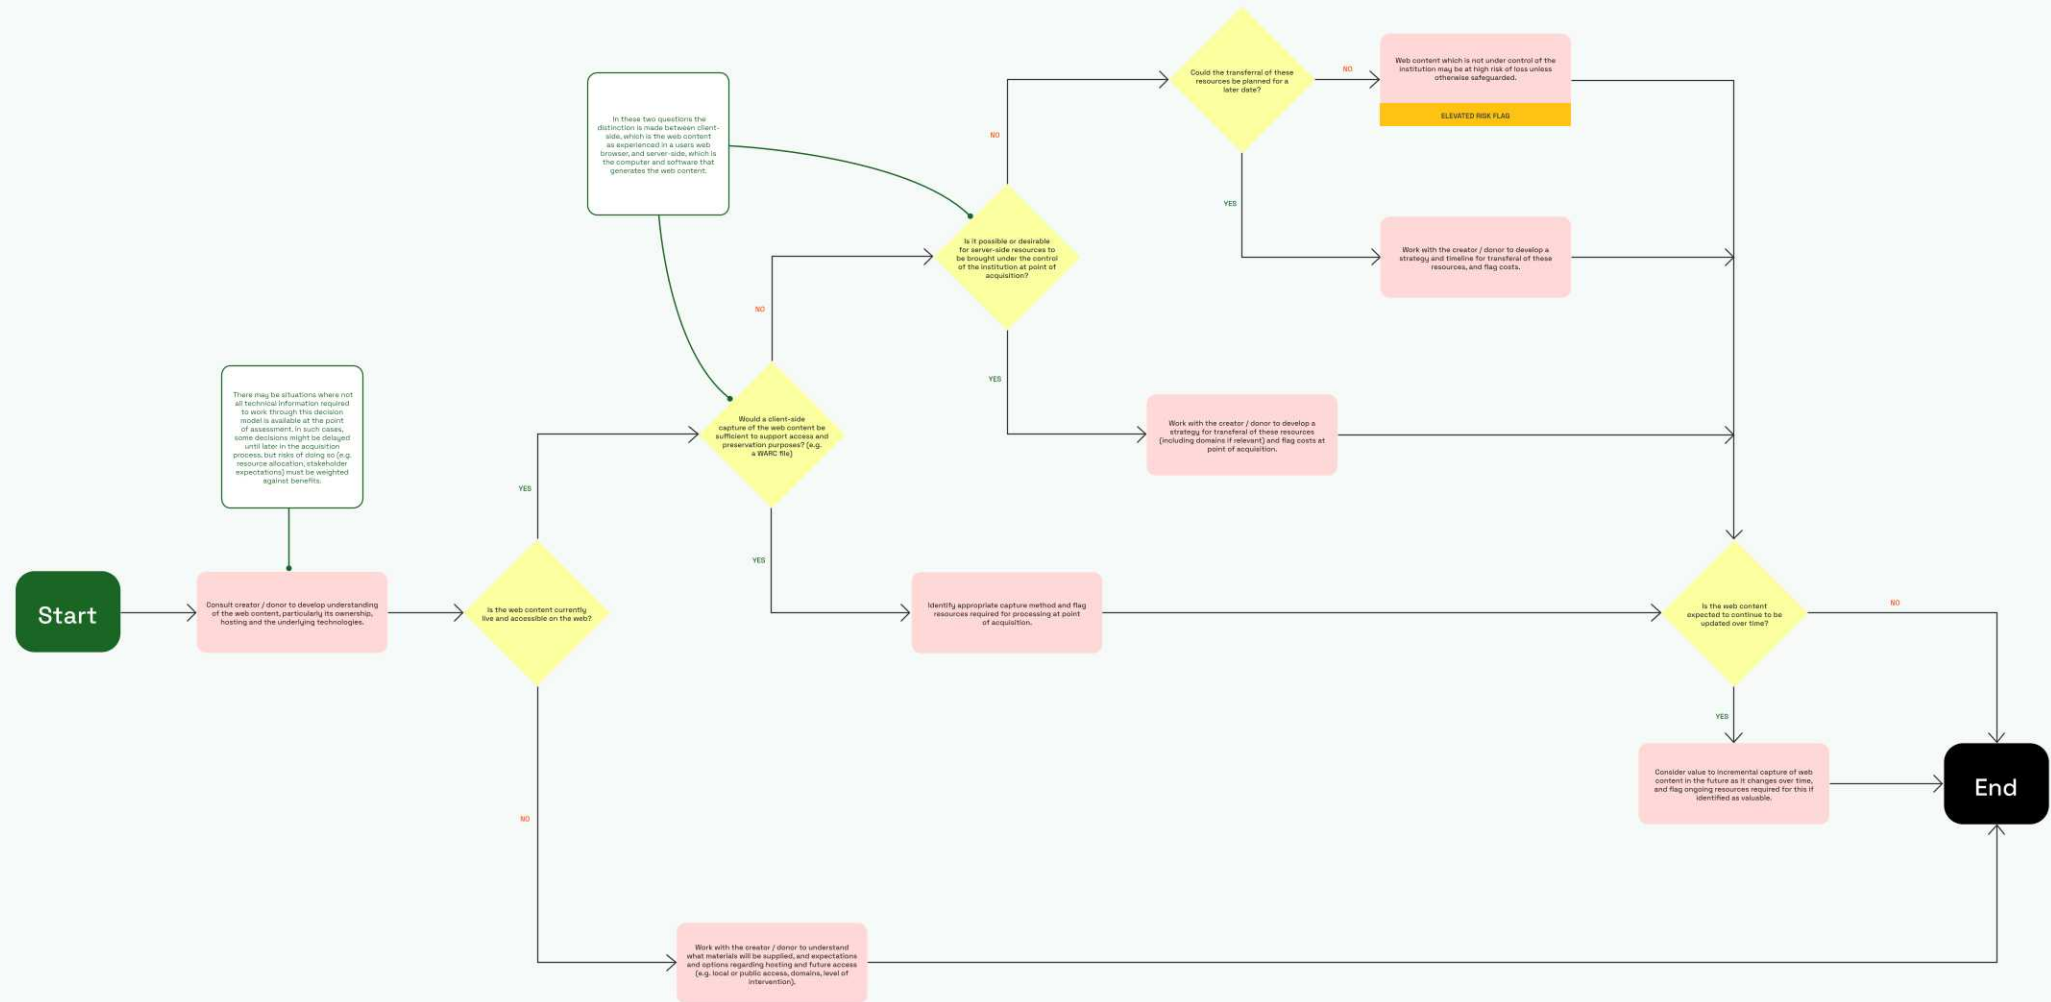 Could the transferral of these
resources be planned for a
later date?
NO
Web content which is not under control of the
institution may be at high risk of loss unless
otherwise safeguarded.
ELEVATED RISK FLAG
In these two questions the
distinction is made between client-
side, which is the web content
as experienced in a users web
browser, and server-side, which is
the computer and software that
generates the web content.
NO
YES
Is it possible or desirable
for server-side resources to
be brought under the control
of the institution at point of
acquisition?
Work with the creator / donor to develop a
strategy and timeline for transferal of these
resources, and flag costs.
NO
YES
There may be situations where not
all technical information required
to work through this decision
model is available at the point
of assessment. In such cases,
some decisions might be delayed
until later in the acquisition
process, but risks of doing so (e.g.
resource allocation, stakeholder
expectations) must be weighted
against benefits.
Would a client-side
capture of the web content be
sufficient to support access and
preservation purposes? (e.g.
a WARC file)
Work with the creator / donor to develop a
strategy for transferal of these resources
(including domains if relevant) and flag costs at
point of acquisition.
YES
YES
Start
Consult creator / donor to develop understanding
of the web content, particularly its ownership,
hosting and the underlying technologies.
Is the web content currently
live and accessible on the web?
Identify appropriate capture method and flag
resources required for processing at point
of acquisition.
Is the web content
expected to continue to be
updated over time?
NO
YES
Consider value to incremental capture of web
content in the future as it changes over time,
and flag ongoing resources required for this if
identified as valuable.
End
NO
Work with the creator / donor to understand
what materials will be supplied, and expectations
and options regarding hosting and future access
(e.g. local or public access, domains, level of
intervention).